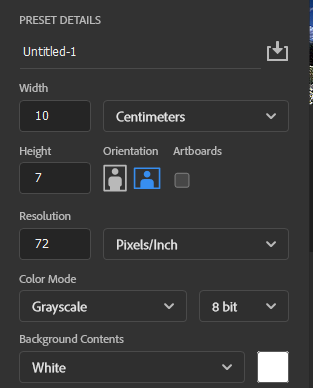 PRESET DETAILS
Untitled-1
Width
10 Centimeters
Height Orientation Artboards
7
Resolution
72 Pixels/Inch
Color Mode
Grayscale 8 bit
Background Contents
White